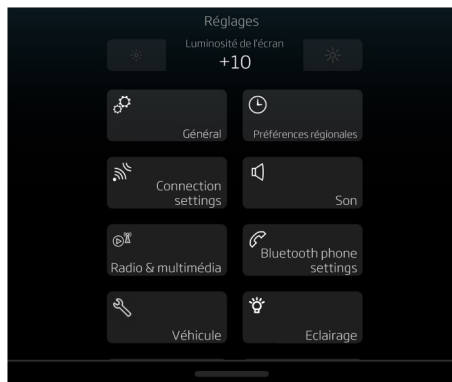 Réglages
Luminosité de l'écran
+10
Général
Préférences régionales
Connection
settings
Son
Radio & multimédia
Bluetooth phone
settings
Véhicule
Eclairage